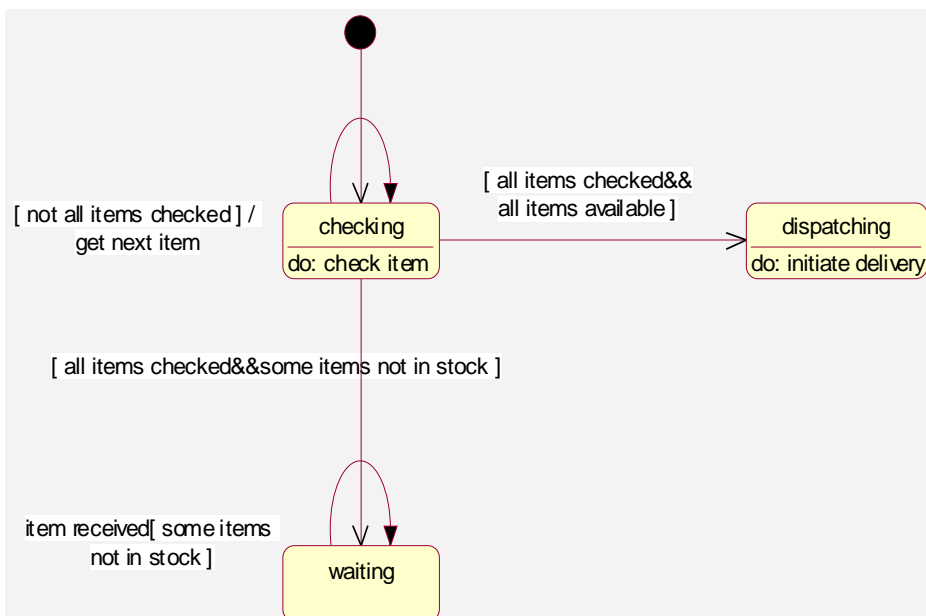 [ all items checked&&
all items available ]
[ not all items checked ] /
get next item
checking
do: check item
dispatching
do: initiate delivery
[ all items checked&&some items not in stock ]
item received[ some items
not in stock ]
waiting